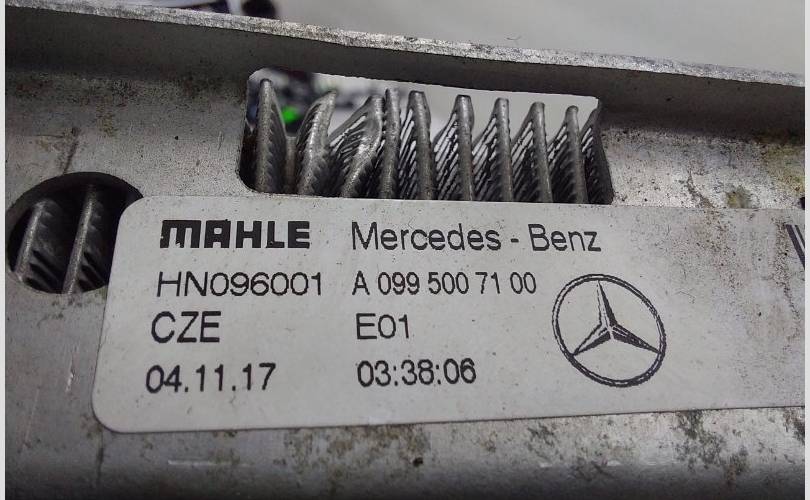 MAHLE Mercedes - Benz
HN096001 A 099 500 71 00
CZE E01
04.11.17 03:38:06